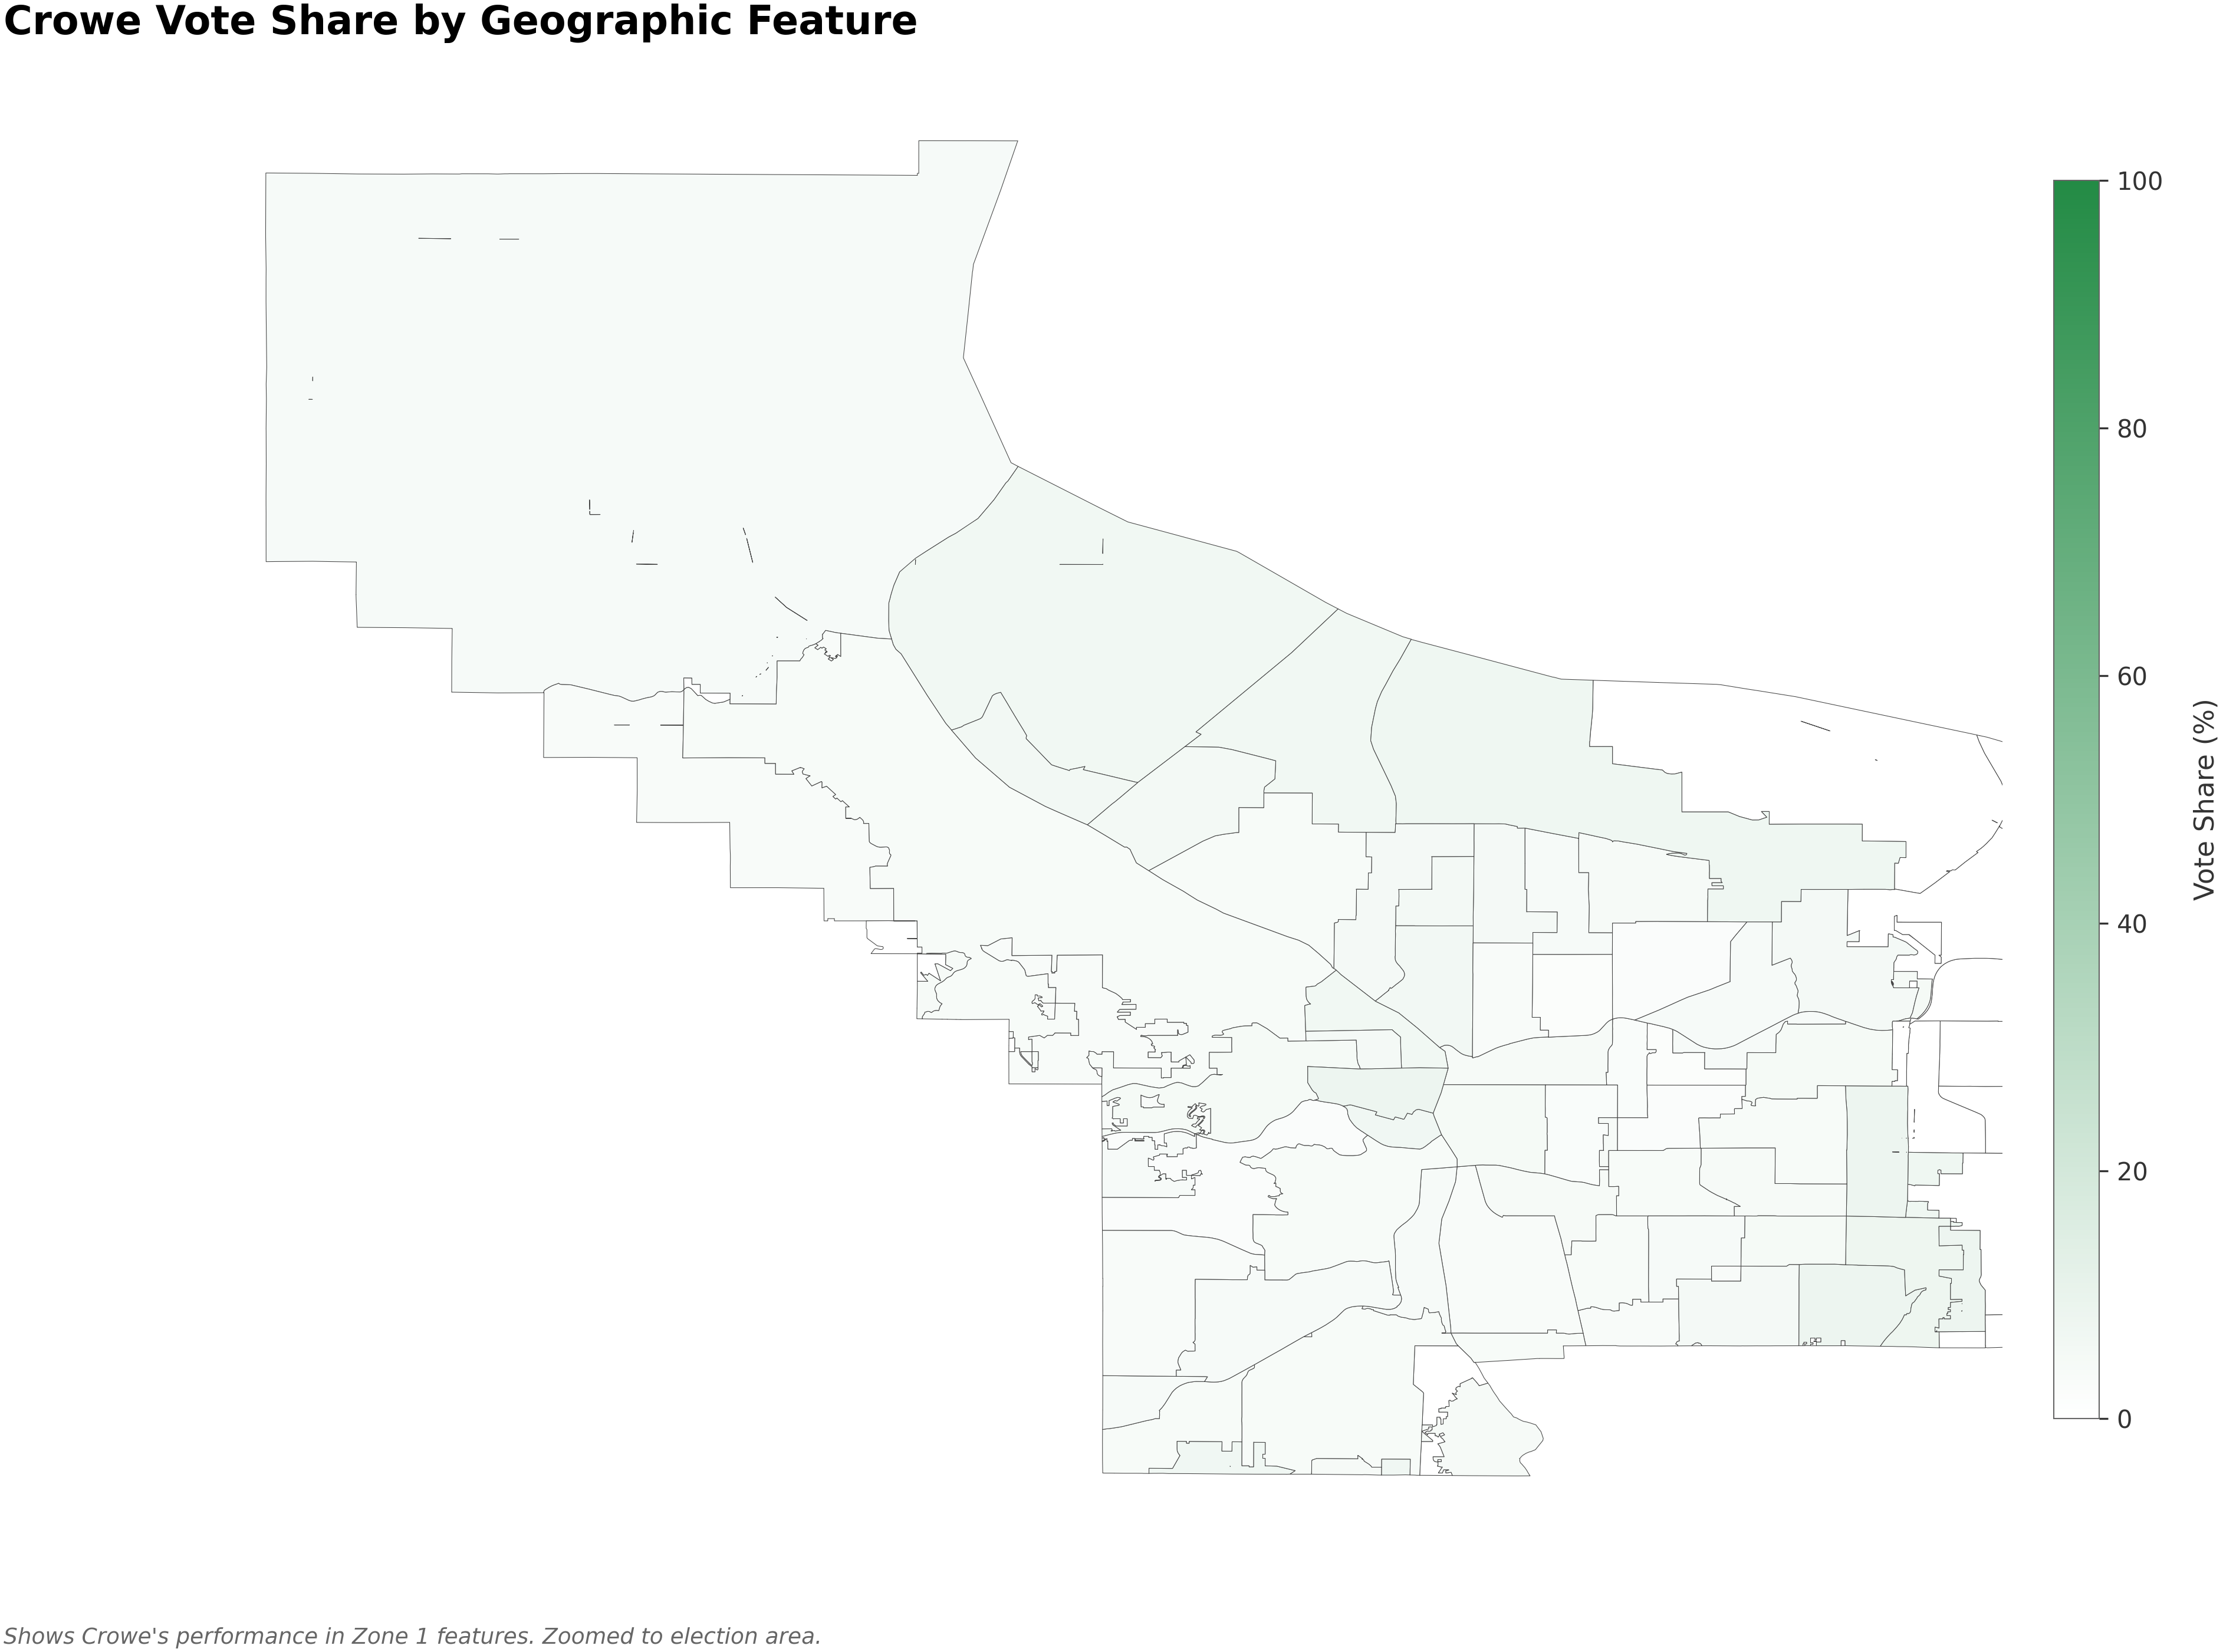 Crowe Vote Share by Geographic Feature
100
80
60
40
20
0
Vote Share (%)
Shows Crowe's performance in Zone 1 features. Zoomed to election area.